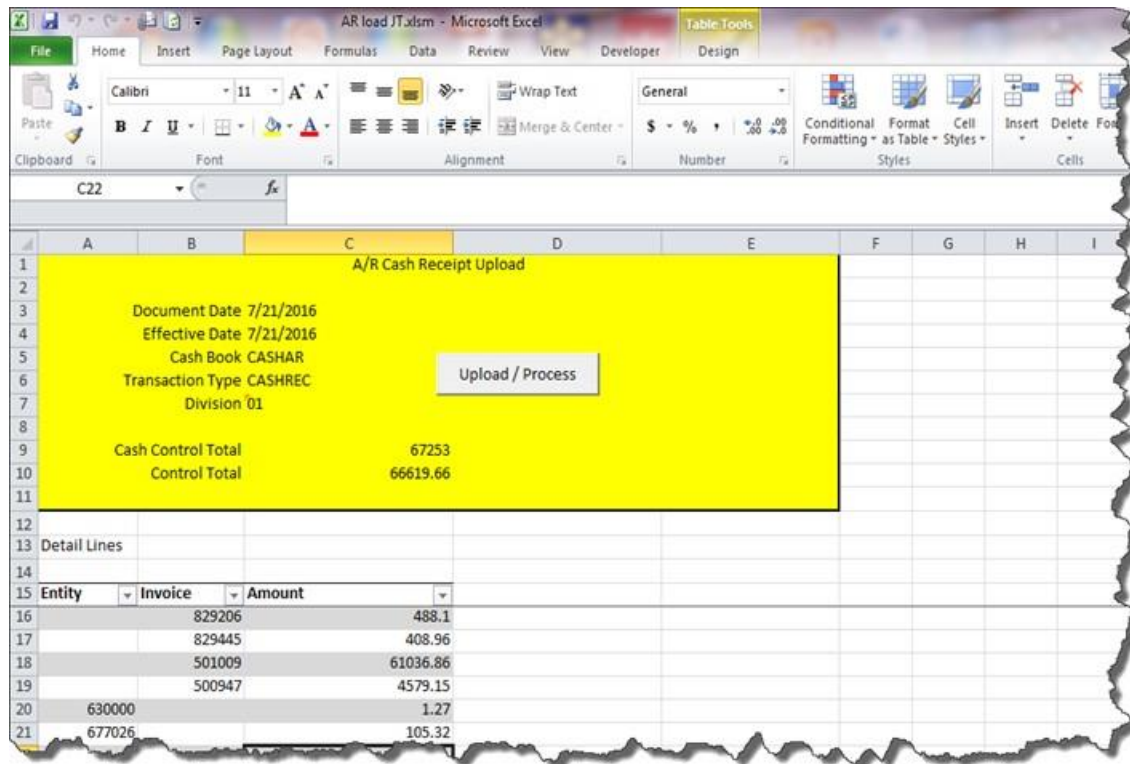 AR load JT.xlsm - Microsoft Excel Table Tools
File Home Insert Page Layout Formulas Data Review View Developer Design
Calibri 11 A A Wrap Text General
Paste B I U A Merge & Center $ % , .0 .00 .00 .0 Conditional Formatting Format as Table Cell Styles Insert Delete
Clipboard Font Alignment Number Styles Cells
C22 fx
A B C D E F G H I
1 A/R Cash Receipt Upload
2
3 Document Date 7/21/2016
4 Effective Date 7/21/2016
5 Cash Book CASHAR
6 Transaction Type CASHREC
Upload / Process
7 Division 01
8
9 Cash Control Total 67253
10 Control Total 66619.66
11
12
13 Detail Lines
14
15 Entity Invoice Amount
16 829206 488.1
17 829445 408.96
18 501009 61036.86
19 500947 4579.15
20 630000 1.27
21 677026 105.32